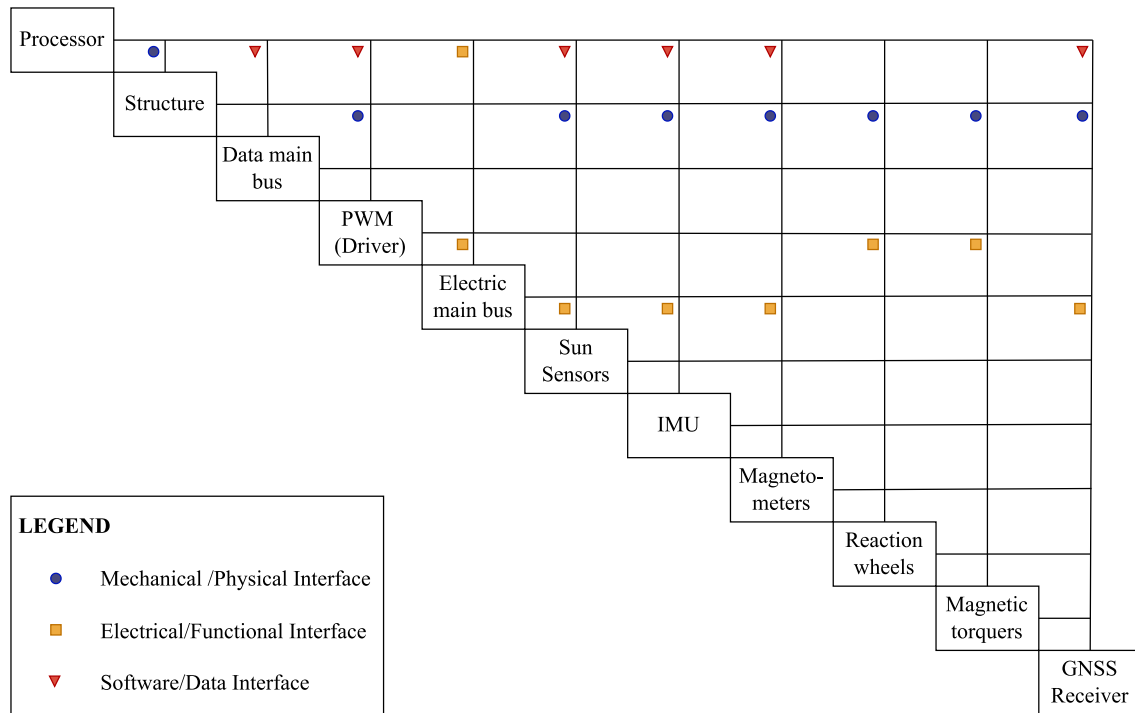 Processor
Structure
Data main
bus
PWM
(Driver)
Electric
main bus
Sun
Sensors
IMU
Magneto-
meters
Reaction
wheels
Magnetic
torquers
GNSS
Receiver
LEGEND
Mechanical /Physical Interface
Electrical/Functional Interface
Software/Data Interface